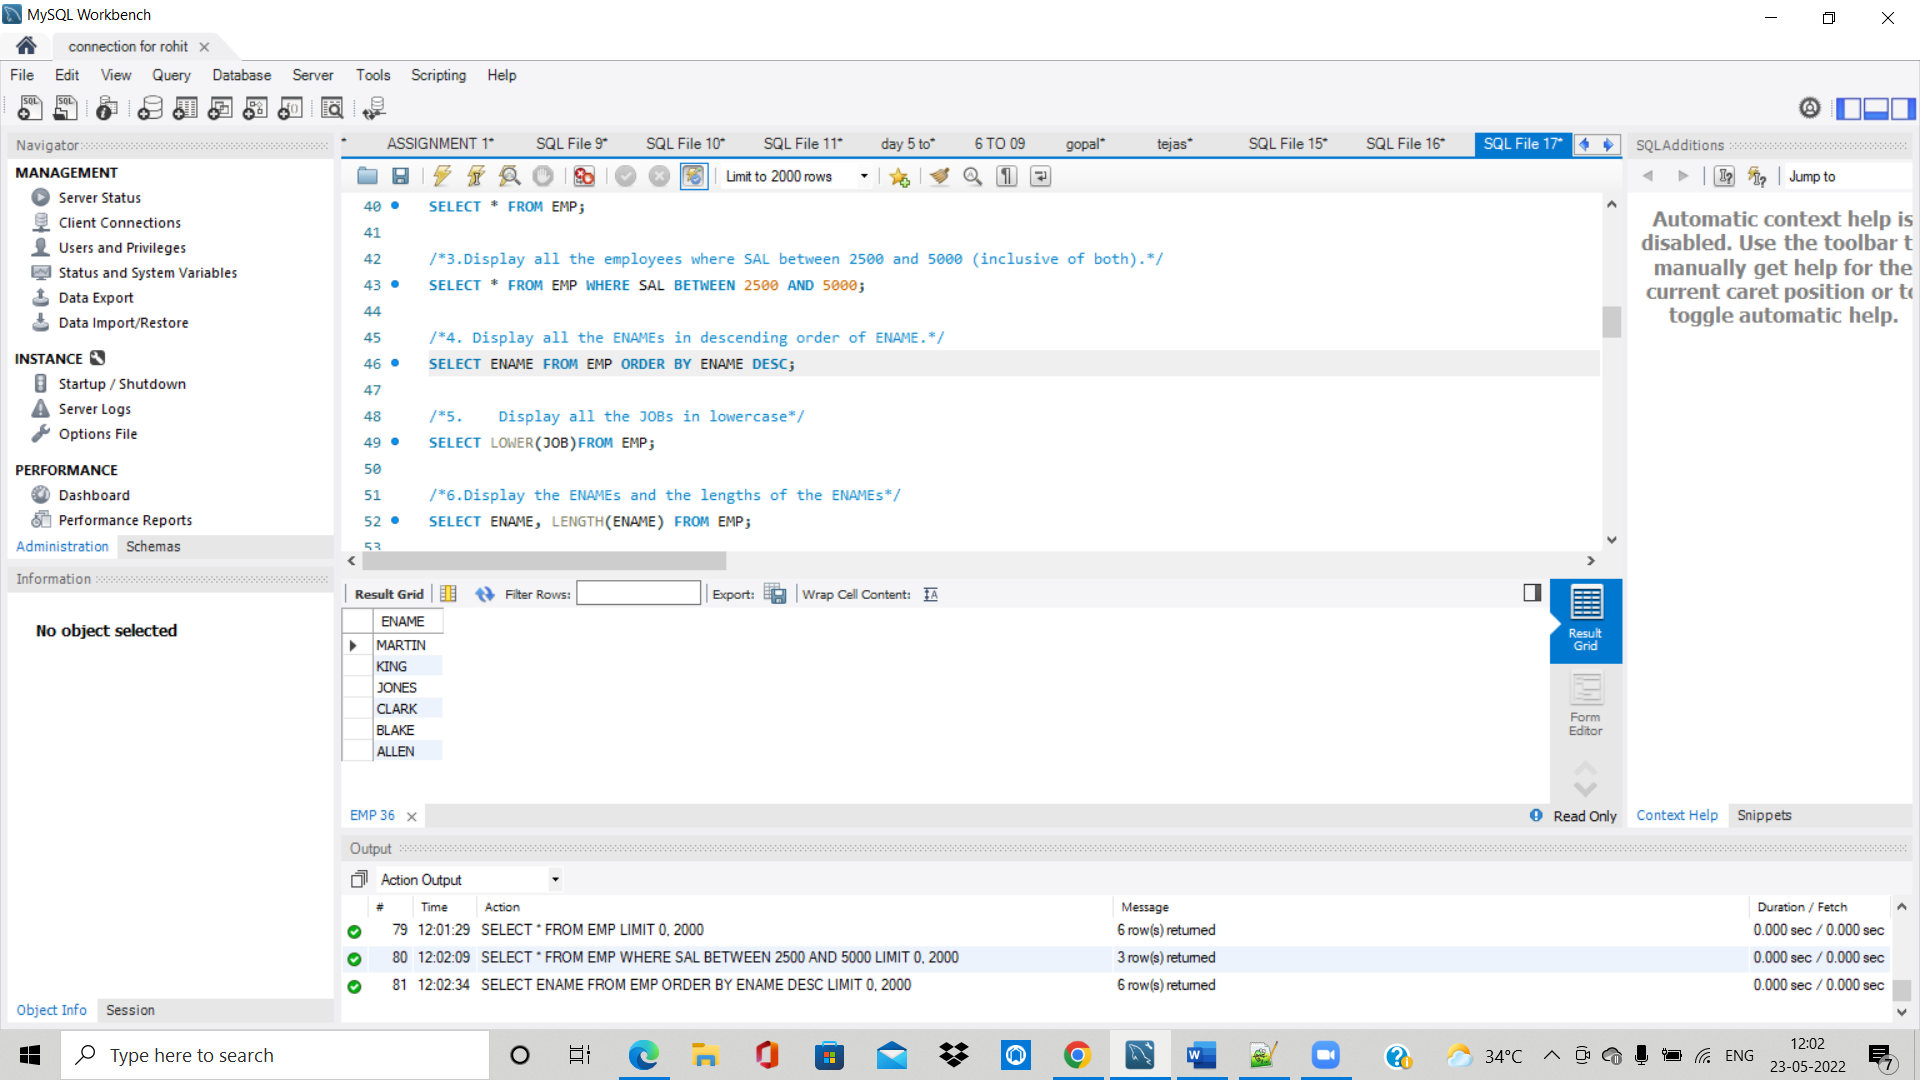 MySQL Workbench
connection for rohit
File Edit View Query Database Server Tools Scripting Help
Navigator
MANAGEMENT
Server Status
Client Connections
Users and Privileges
Status and System Variables
Data Export
Data Import/Restore
INSTANCE
Startup / Shutdown
Server Logs
Options File
PERFORMANCE
Dashboard
Performance Reports
Administration Schemas
Information
No object selected
Object Info Session
* ASSIGNMENT 1* SQL File 9* SQL File 10* SQL File 11* day 5 to* 6 TO 09 gopal* tejas* SQL File 15* SQL File 16* SQL File 17*
Limit to 2000 rows
40 SELECT * FROM EMP;
41
42 /*3.Display all the employees where SAL between 2500 and 5000 (inclusive of both).*/
43 SELECT * FROM EMP WHERE SAL BETWEEN 2500 AND 5000;
44
45 /*4. Display all the ENAMEs in descending order of ENAME.*/
46 SELECT ENAME FROM EMP ORDER BY ENAME DESC;
47
48 /*5. Display all the JOBs in lowercase*/
49 SELECT LOWER(JOB)FROM EMP;
50
51 /*6.Display the ENAMEs and the lengths of the ENAMEs*/
52 SELECT ENAME, LENGTH(ENAME) FROM EMP;
53
Result Grid Filter Rows: Export: Wrap Cell Content:
ENAME
MARTIN
KING
JONES
CLARK
BLAKE
ALLEN
Result
Grid
Form
Editor
EMP 36
Read Only
SQLAdditions
Jump to
Automatic context help is
disabled. Use the toolbar t
manually get help for the
current caret position or to
toggle automatic help.
Context Help Snippets
Output
Action Output
# Time Action Message Duration / Fetch
79 12:01:29 SELECT * FROM EMP LIMIT 0, 2000 6 row(s) returned 0.000 sec / 0.000 sec
80 12:02:09 SELECT * FROM EMP WHERE SAL BETWEEN 2500 AND 5000 LIMIT 0, 2000 3 row(s) returned 0.000 sec / 0.000 sec
81 12:02:34 SELECT ENAME FROM EMP ORDER BY ENAME DESC LIMIT 0, 2000 6 row(s) returned 0.000 sec / 0.000 sec
Type here to search
34°C
ENG
12:02
23-05-2022
7